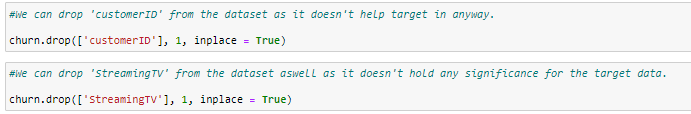 #We can drop 'customerID' from the dataset as it doesn't help target in anyway.
churn.drop(['customerID'], 1, inplace = True)
#We can drop 'StreamingTV' from the dataset aswell as it doesn't hold any significance for the target data.
churn.drop(['StreamingTV'], 1, inplace = True)